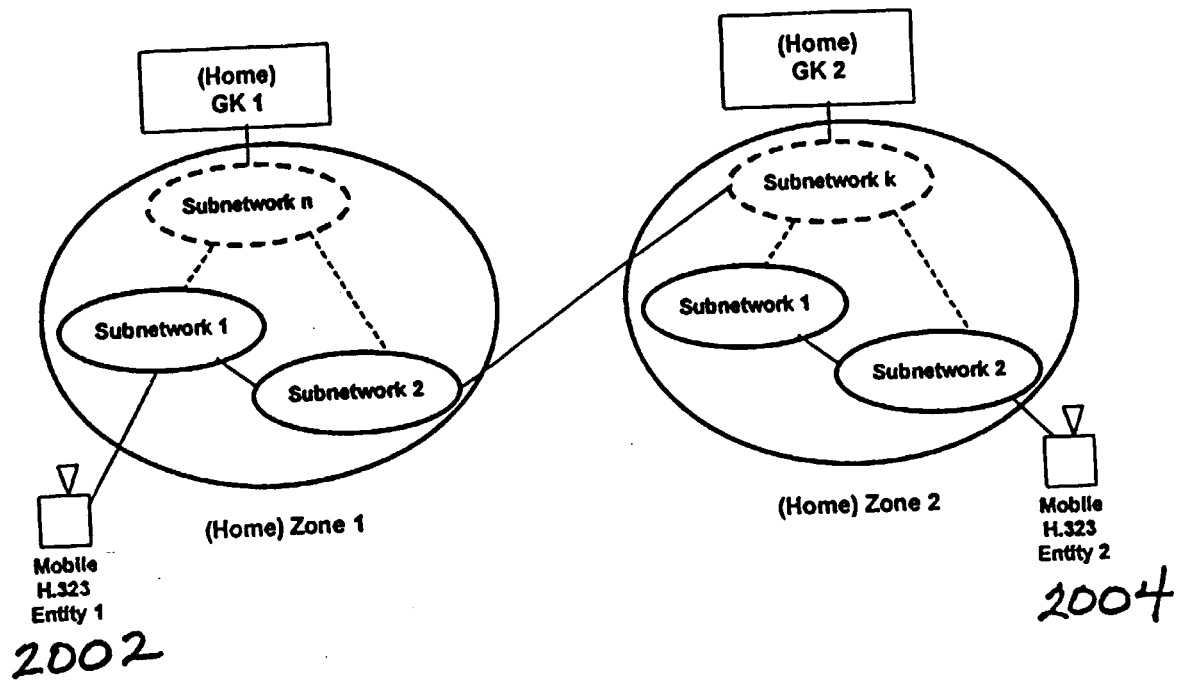 (Home)
GK 1
(Home)
GK 2
Subnetwork n
Subnetwork k
Subnetwork 1
Subnetwork 2
Subnetwork 1
Subnetwork 2
(Home) Zone 1
(Home) Zone 2
Mobile
H.323
Entity 1
2002
Mobile
H.323
Entity 2
2004